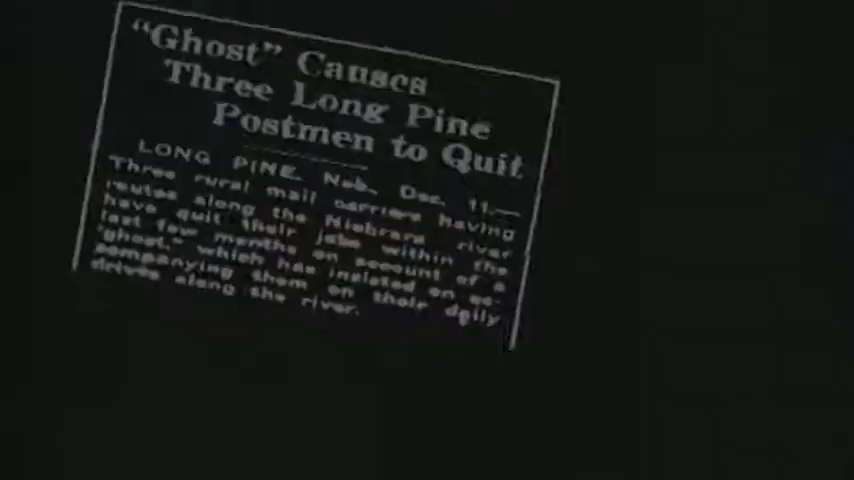 “Ghost” Causes
Three Long Pine
Postmen to Quit
LONG PINE, Neb., Dec. 11.—
Three rural mail carriers having
routes along the Niobrara river
have quit their jobs within the
last few months on account of a
"ghost," which has insisted on ac-
companying them on their daily
drives along the river.